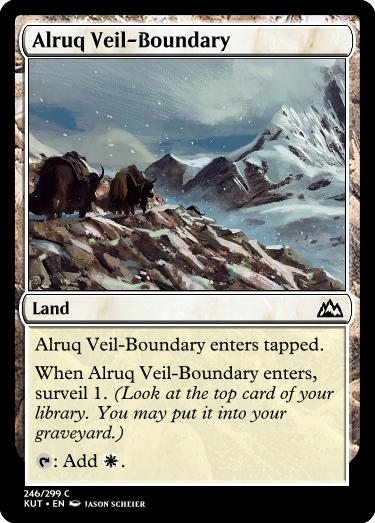 Alruq Veil-Boundary
Land
Alruq Veil-Boundary enters tapped.
When Alruq Veil-Boundary enters,
surveil 1. (Look at the top card of your
library. You may put it into your
graveyard.)
: Add .
246/299 C
KUT • EN JASON SCHEIER